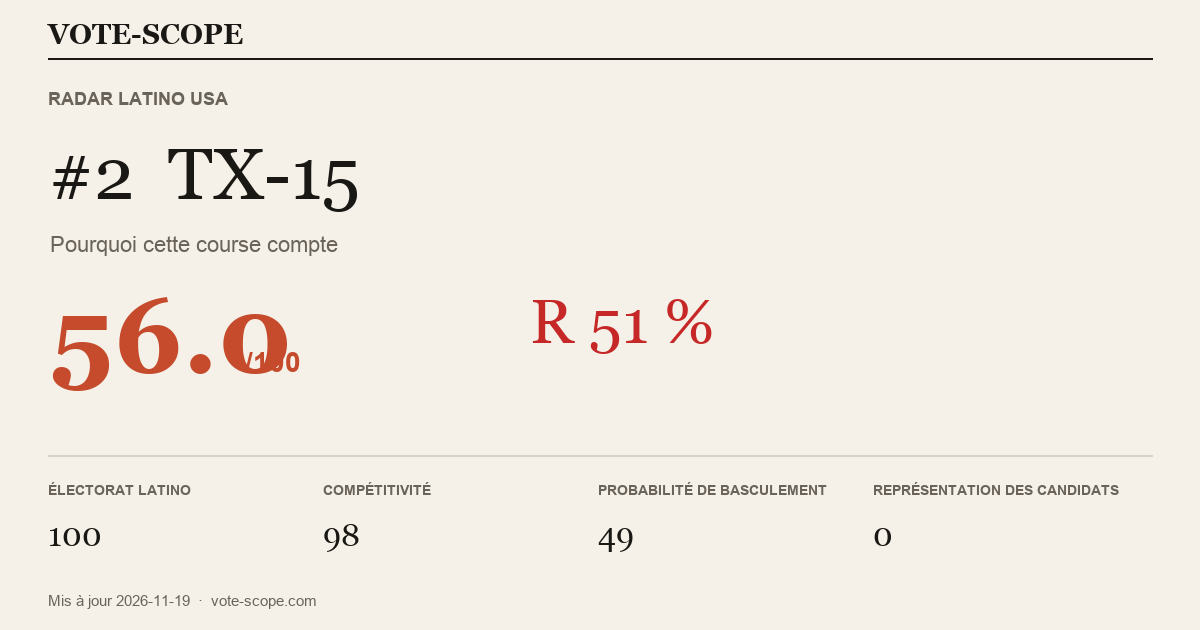 VOTE-SCOPE
RADAR LATINO USA
#2 TX-15
Pourquoi cette course compte
56.0 /100
R 51 %
ÉLECTORAT LATINO
COMPÉTITIVITÉ
PROBABILITÉ DE BASCULEMENT
REPRÉSENTATION DES CANDIDATS
100
98
49
0
Mis à jour 2026-11-19 · vote-scope.com